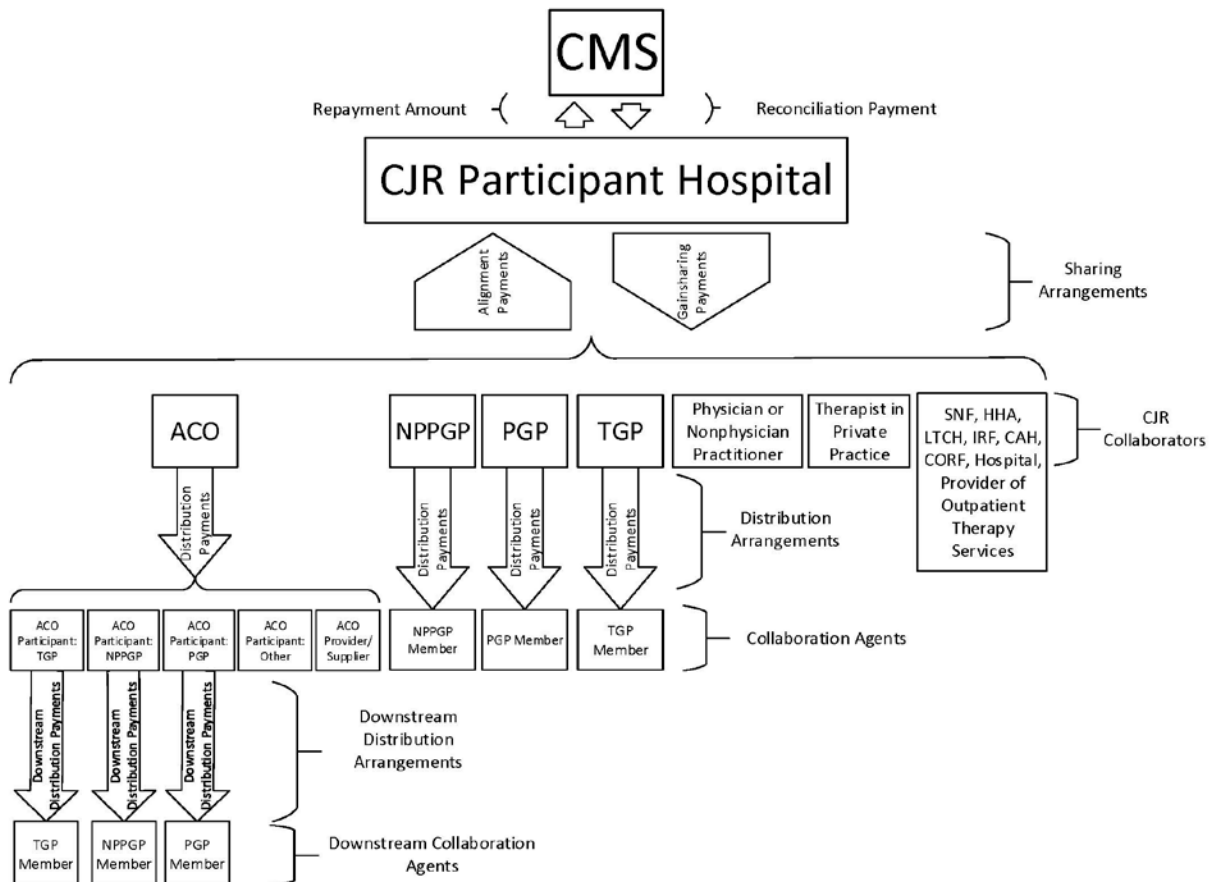 CMS
Repayment Amount
Reconciliation Payment
CJR Participant Hospital
Alignment
Payments
Gainsharing
Payments
Sharing
Arrangements
ACO
NPPGP
PGP
TGP
Physician or
Nonphysician
Practitioner
Therapist in
Private
Practice
SNF, HHA,
LTCH, IRF, CAH,
CORF, Hospital,
Provider of
Outpatient
Therapy
Services
CJR
Collaborators
Distribution
Payments
Distribution
Payments
Distribution
Payments
Distribution
Payments
Distribution
Arrangements
ACO
Participant:
TGP
ACO
Participant:
NPPGP
ACO
Participant:
PGP
ACO
Participant:
Other
ACO
Provider/
Supplier
NPPGP
Member
PGP Member
TGP
Member
Collaboration Agents
Downstream
Distribution Payments
Downstream
Distribution Payments
Downstream
Distribution Payments
Downstream
Distribution
Arrangements
TGP
Member
NPPGP
Member
PGP
Member
Downstream Collaboration
Agents